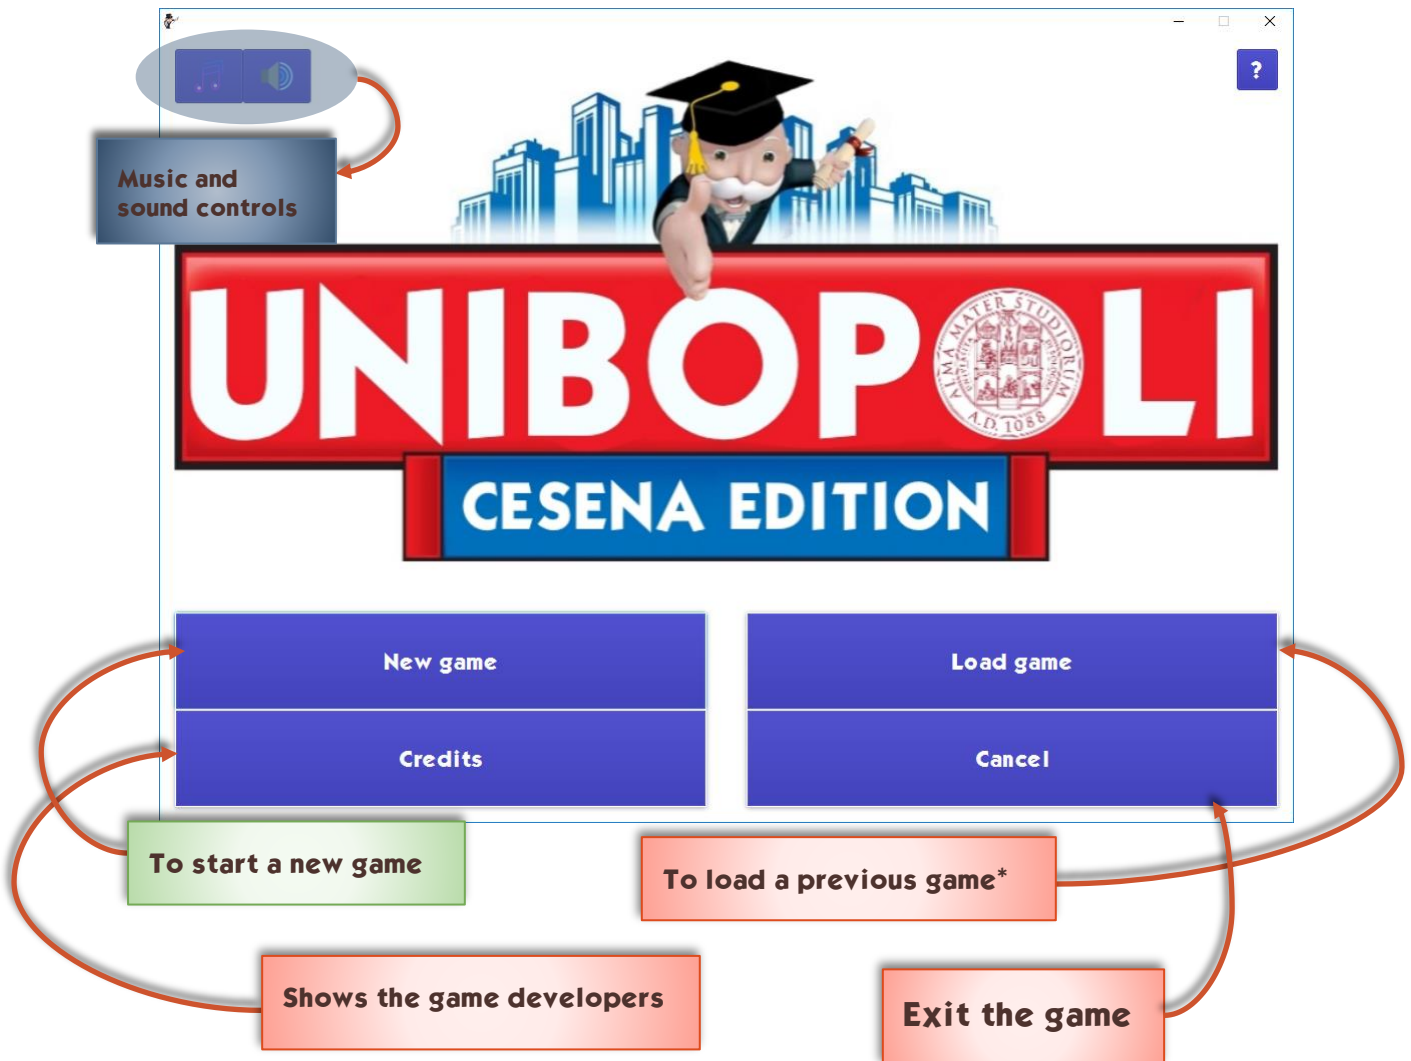 ?
Music and
sound controls
UNIBOPOLI
ALMA MATER STUDIORUM
A.D. 1088
CESENA EDITION
New game
Load game
Credits
Cancel
To start a new game
To load a previous game*
Shows the game developers
Exit the game